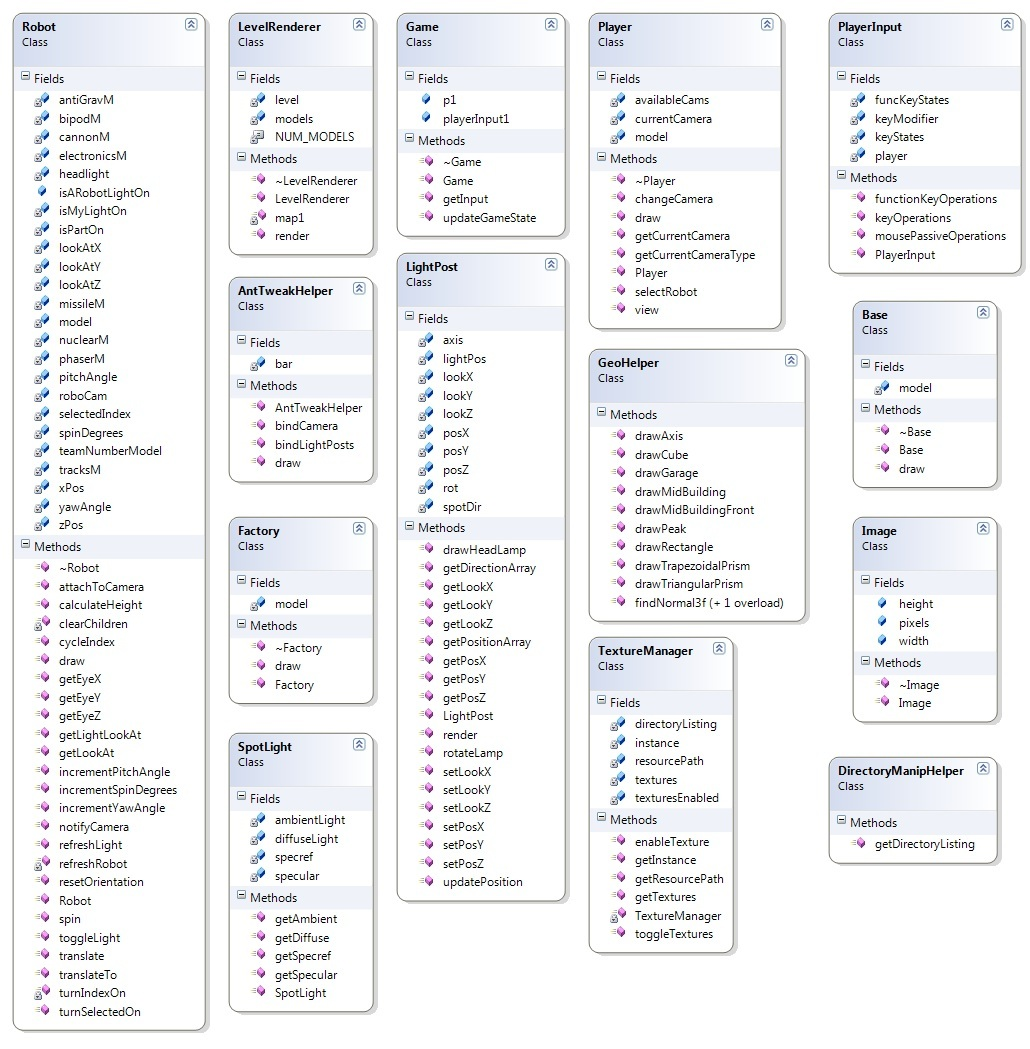 Robot
Class
Fields
antiGravM
bipodM
cannonM
electronicsM
headlight
isARobotLightOn
isMyLightOn
isPartOn
lookAtX
lookAtY
lookAtZ
missileM
model
nuclearM
phaserM
pitchAngle
roboCam
selectedIndex
spinDegrees
teamNumberModel
tracksM
xPos
yawAngle
zPos
Methods
~Robot
attachToCamera
calculateHeight
clearChildren
cycleIndex
draw
getEyeX
getEyeY
getEyeZ
getLightLookAt
getLookAt
incrementPitchAngle
incrementSpinDegrees
incrementYawAngle
notifyCamera
refreshLight
refreshRobot
resetOrientation
Robot
spin
toggleLight
translate
translateTo
turnIndexOn
turnSelectedOn
LevelRenderer
Class
Fields
level
models
NUM_MODELS
Methods
~LevelRenderer
LevelRenderer
map1
render
AntTweakHelper
Class
Fields
bar
Methods
AntTweakHelper
bindCamera
bindLightPosts
draw
Factory
Class
Fields
model
Methods
~Factory
draw
Factory
SpotLight
Class
Fields
ambientLight
diffuseLight
specref
specular
Methods
getAmbient
getDiffuse
getSpecref
getSpecular
SpotLight
Game
Class
Fields
p1
playerInput1
Methods
~Game
Game
getInput
updateGameState
LightPost
Class
Fields
axis
lightPos
lookX
lookY
lookZ
posX
posY
posZ
rot
spotDir
Methods
drawHeadLamp
getDirectionArray
getLookX
getLookY
getLookZ
getPositionArray
getPosX
getPosY
getPosZ
LightPost
render
rotateLamp
setLookX
setLookY
setLookZ
setPosX
setPosY
setPosZ
updatePosition
Player
Class
Fields
availableCams
currentCamera
model
Methods
~Player
changeCamera
draw
getCurrentCamera
getCurrentCameraType
Player
selectRobot
view
GeoHelper
Class
Methods
drawAxis
drawCube
drawGarage
drawMidBuilding
drawMidBuildingFront
drawPeak
drawRectangle
drawTrapezoidalPrism
drawTriangularPrism
findNormal3f (+ 1 overload)
TextureManager
Class
Fields
directoryListing
instance
resourcePath
textures
texturesEnabled
Methods
enableTexture
getInstance
getResourcePath
getTextures
TextureManager
toggleTextures
PlayerInput
Class
Fields
funcKeyStates
keyModifier
keyStates
player
Methods
functionKeyOperations
keyOperations
mousePassiveOperations
PlayerInput
Base
Class
Fields
model
Methods
~Base
Base
draw
Image
Class
Fields
height
pixels
width
Methods
~Image
Image
DirectoryManipHelper
Class
Methods
getDirectoryListing